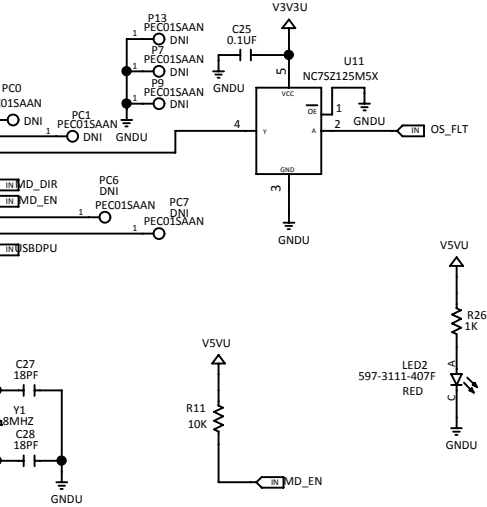 P13
PEC01SAAN
1
DNI
P7
PEC01SAAN
1
DNI
P9
PEC01SAAN
1
DNI
GNDU
PC0
01SAAN
DNI
PC1
PEC01SAAN
1
DNI
V3V3U
C25
0.1UF
GNDU
U11
NC7SZ125M5X
5
VCC
OE
1
GNDU
4
Y
A
2
IN
OS_FLT
GND
3
GNDU
IN
MD_DIR
IN
MD_EN
PC6
DNI
PEC01SAAN
1
PC7
DNI
PEC01SAAN
1
IN
USBDPU
V5VU
R26
1K
LED2
597-3111-407F
RED
A
C
GNDU
C27
18PF
Y1
8MHZ
C28
18PF
GNDU
V5VU
R11
10K
IN
MD_EN